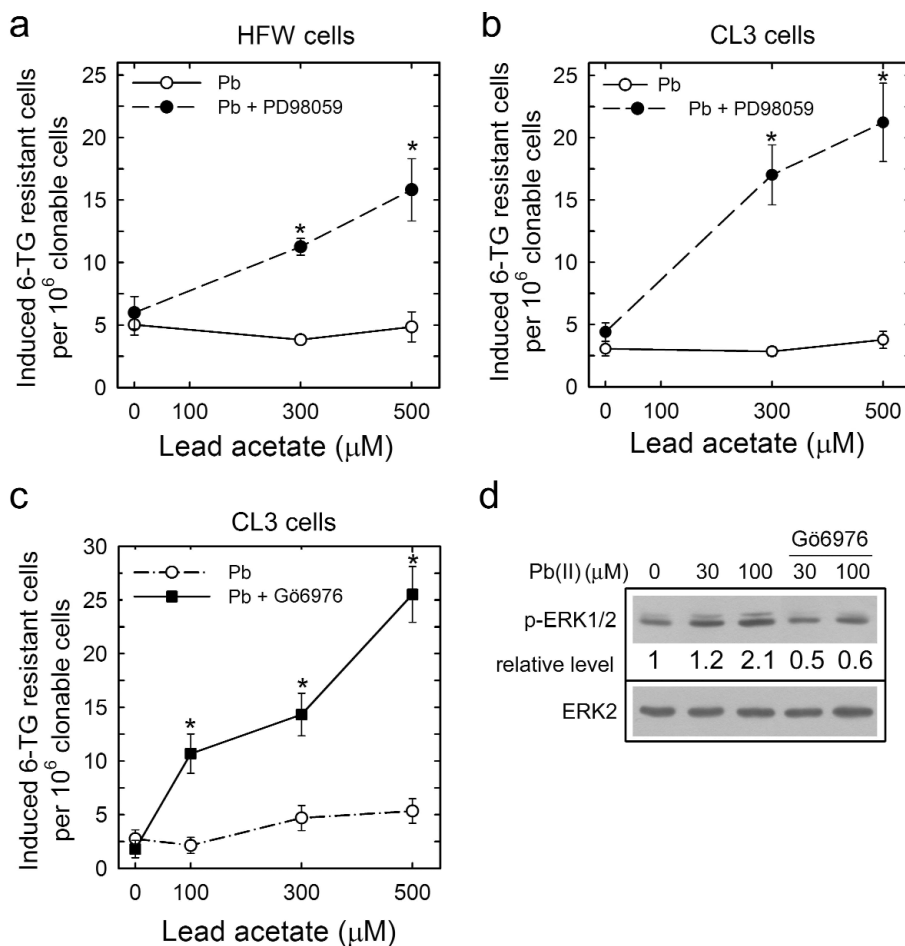 a
HFW cells
Pb
Pb + PD98059
Induced 6-TG resistant cells
per 10⁶ clonable cells
25
20
15
10
5
0
*
*
0 100 300 500
Lead acetate (μM)
b
CL3 cells
Pb
Pb + PD98059
Induced 6-TG resistant cells
per 10⁶ clonable cells
25
20
15
10
5
0
*
*
0 100 300 500
Lead acetate (μM)
c
CL3 cells
Pb
Pb + Gö6976
Induced 6-TG resistant cells
per 10⁶ clonable cells
30
25
20
15
10
5
0
*
*
*
0 100 300 500
Lead acetate (μM)
d
Gö6976
Pb(II) (μM) 0 30 100 30 100
p-ERK1/2
relative level 1 1.2 2.1 0.5 0.6
ERK2